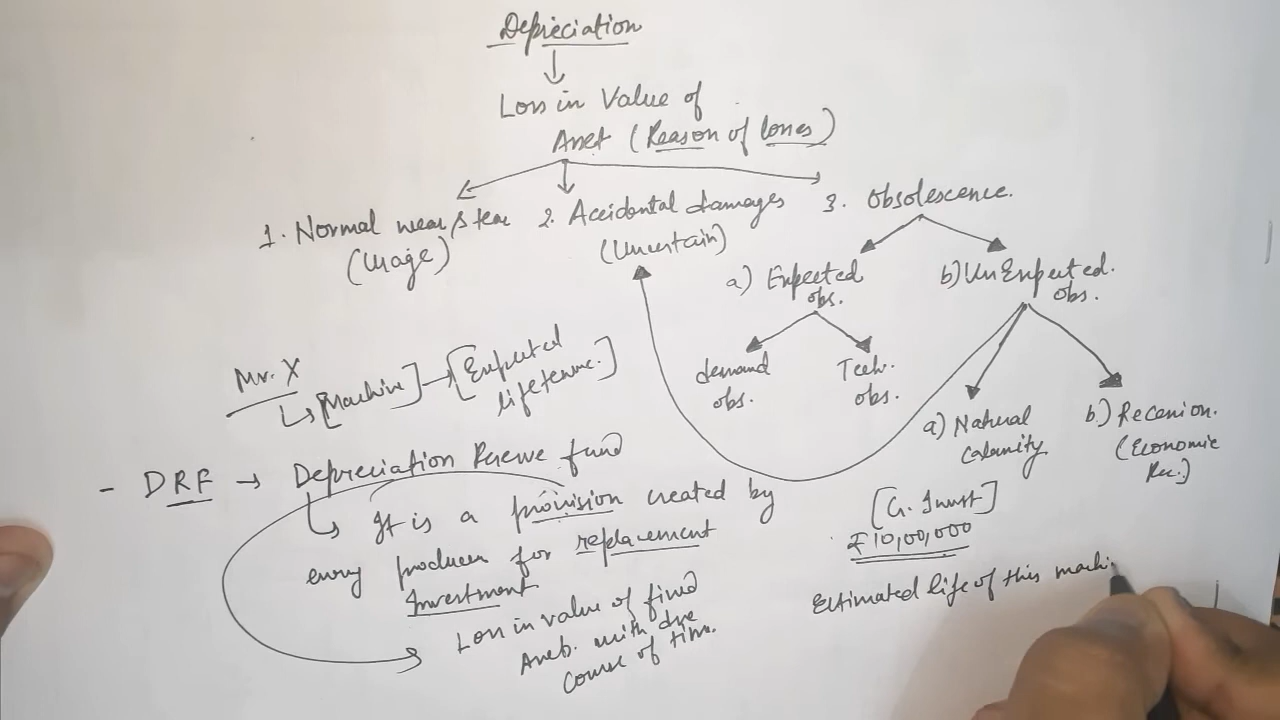 Depreciation
Loss in Value of
Asset (Reason of losses)
1. Normal wear & tear
(Usage)
2. Accidental damages
(Uncertain)
3. Obsolescence.
a) Expected
obs.
b) UnExpected.
obs.
demand
obs.
Tech.
obs.
a) Natural
Calamity
b.) Recession.
(Economic
Rec.)
Mr. X
[Machine] → [Expected
life tenure.]
- DRF → Depreciation Reserve fund
It is a provision created by
every producer for replacement
Investment
Loss in value of fixed
Assets. with due
course of time.
[G. Invest]
₹10,00,000
Estimated life of this machi